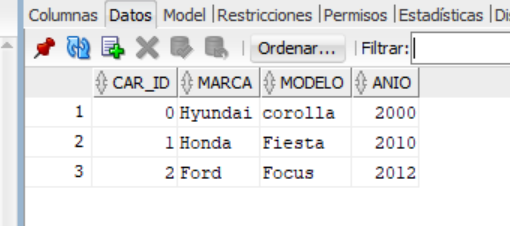 Columnas Datos Model Restricciones Permisos Estadísticas
Ordenar... Filtrar:
CAR_ID MARCA MODELO ANIO
1 0 Hyundai corolla 2000
2 1 Honda Fiesta 2010
3 2 Ford Focus 2012